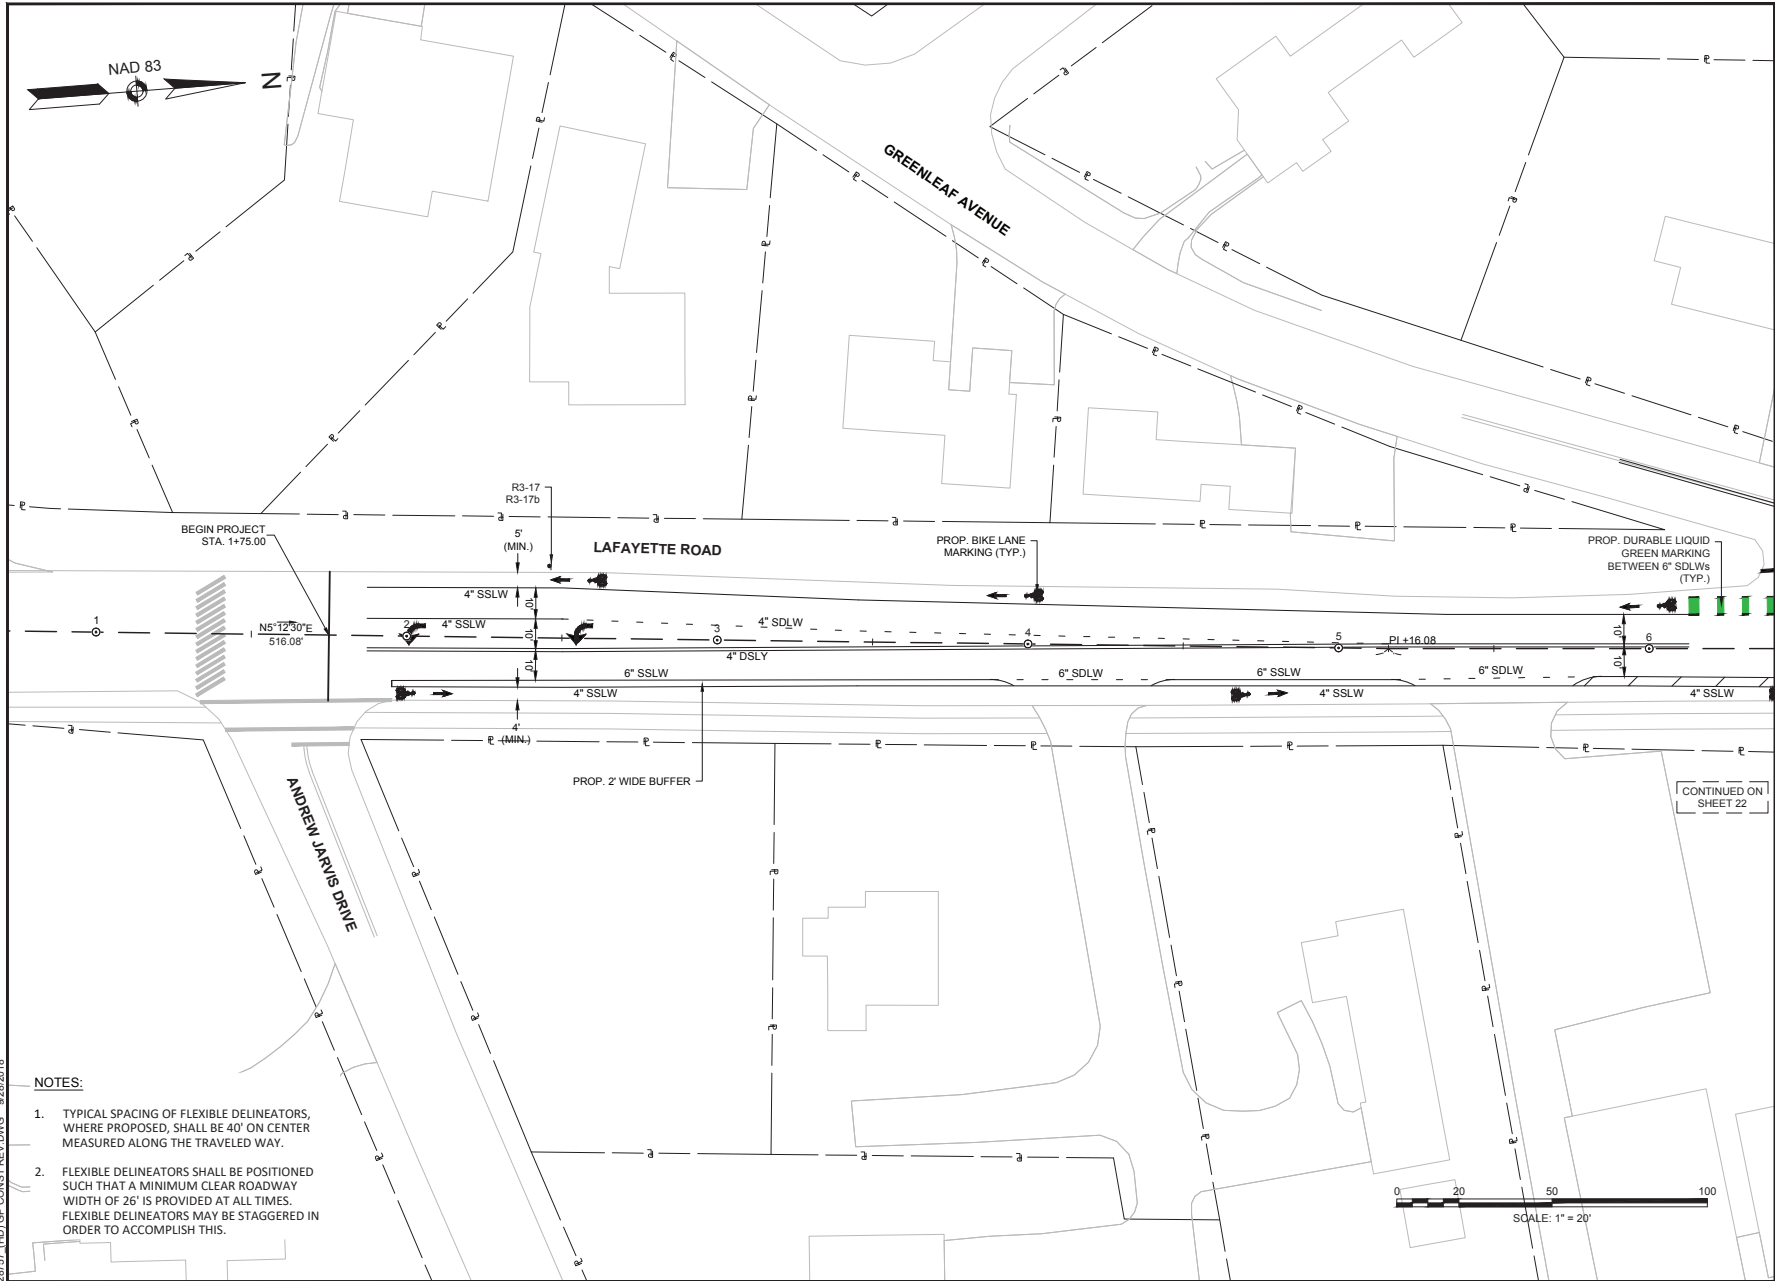 NAD 83
N
GREENLEAF AVENUE
BEGIN PROJECT
STA. 1+75.00
R3-17
R3-17b
5'
(MIN.)
LAFAYETTE ROAD
PROP. BIKE LANE
MARKING (TYP.)
PROP. DURABLE LIQUID
GREEN MARKING
BETWEEN 6" SDLWs
(TYP.)
4" SSLW
10'
1
N5°12'30"E
516.08'
2
4" SSLW
10'
3
4" SDLW
4
5
PI +16.08
10'
6
4" DSLY
10'
10'
6" SSLW
6" SDLW
6" SSLW
6" SDLW
4" SSLW
4" SSLW
4" SSLW
4'
(MIN.)
PROP. 2' WIDE BUFFER
CONTINUED ON
SHEET 22
ANDREW JARVIS DRIVE
NOTES:
1. TYPICAL SPACING OF FLEXIBLE DELINEATORS,
WHERE PROPOSED, SHALL BE 40' ON CENTER
MEASURED ALONG THE TRAVELED WAY.
2. FLEXIBLE DELINEATORS SHALL BE POSITIONED
SUCH THAT A MINIMUM CLEAR ROADWAY
WIDTH OF 26' IS PROVIDED AT ALL TIMES.
FLEXIBLE DELINEATORS MAY BE STAGGERED IN
ORDER TO ACCOMPLISH THIS.
0 20 50 100
SCALE: 1" = 20'